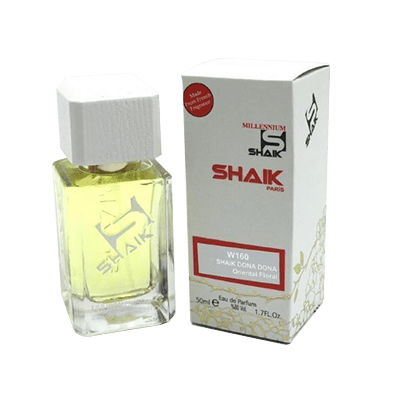 Made
From French
Fragrance
MILLENNIUM
S
SHAIK
SHAIK
PARIS
W160
SHAIK DONA DONA
Oriental Floral
50ml e Eau de Parfum 1.7FL.Oz.
S
SHAIK